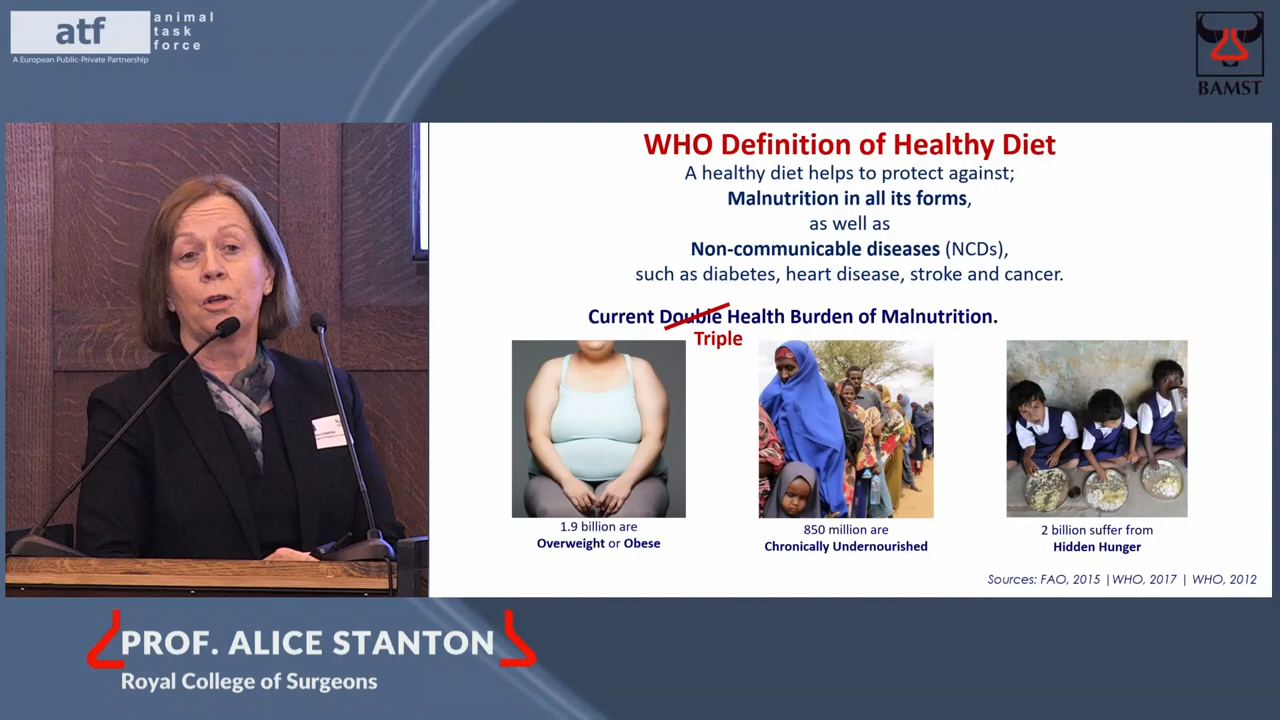 atf
animal
task
force
A European Public-Private Partnership
BAMST
WHO Definition of Healthy Diet
A healthy diet helps to protect against;
Malnutrition in all its forms,
as well as
Non-communicable diseases (NCDs),
such as diabetes, heart disease, stroke and cancer.
Current Double Health Burden of Malnutrition.
Triple
1.9 billion are
Overweight or Obese
850 million are
Chronically Undernourished
2 billion suffer from
Hidden Hunger
Sources: FAO, 2015 |WHO, 2017 | WHO, 2012
PROF. ALICE STANTON
Royal College of Surgeons